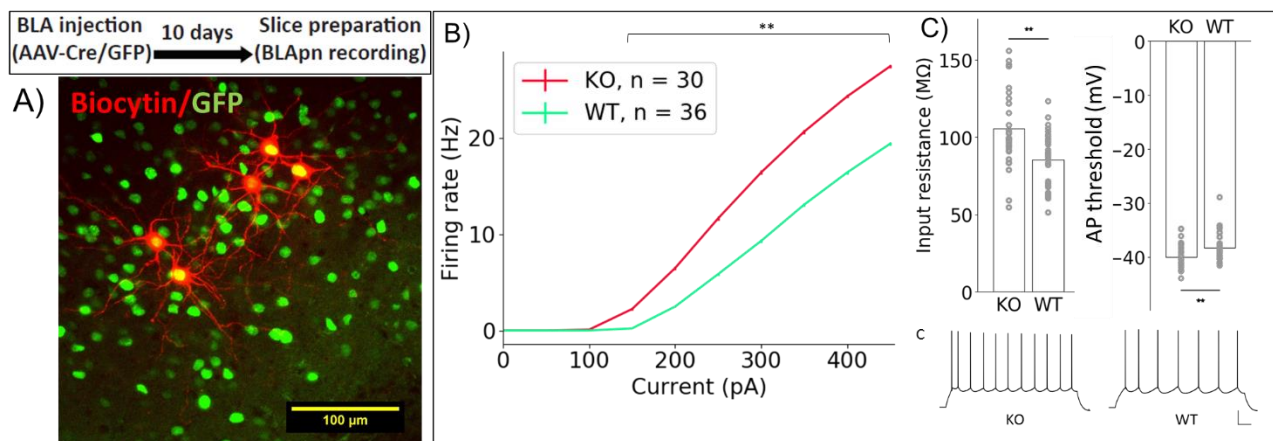 BLA injection
(AAV-Cre/GFP)
10 days
Slice preparation
(BLApn recording)
A)
Biocytin/GFP
100 µm
B)
**
KO, n = 30
WT, n = 36
Firing rate (Hz)
20
10
0
0 100 200 300 400
Current (pA)
C)
**
Input resistance (MΩ)
150
100
50
0
KO WT
KO WT
AP threshold (mV)
0
−10
−20
−30
−40
**
c
KO
WT